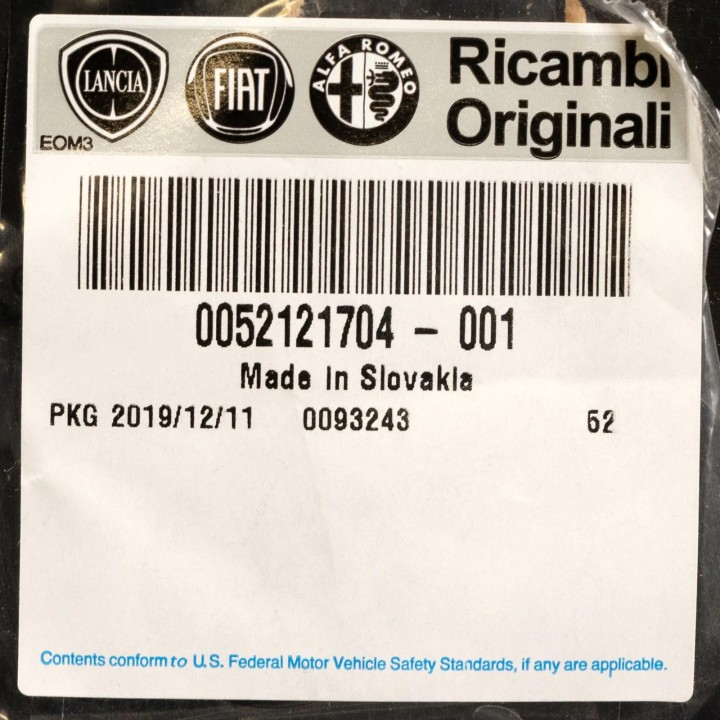 LANCIA FIAT ALFA ROMEO Ricambi
Originali
EOM3
0052121704 - 001
Made In Slovakia
PKG 2019/12/11 0093243 52
Contents conform to U.S. Federal Motor Vehicle Safety Standards, if any are applicable.